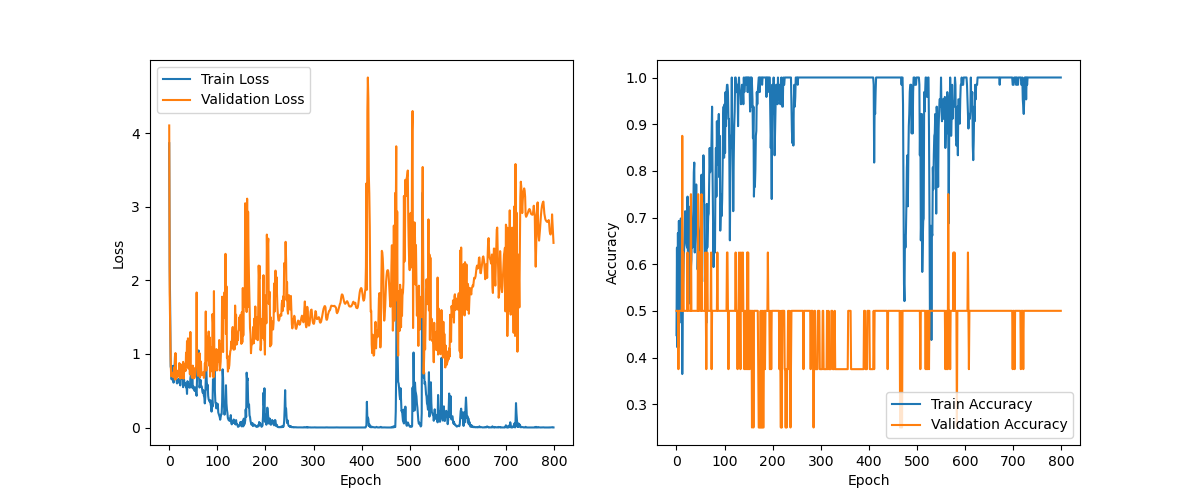 Train Loss
Validation Loss
4
3
2
1
0
Loss
0 100 200 300 400 500 600 700 800
Epoch
1.0
0.9
0.8
0.7
0.6
0.5
0.4
0.3
Accuracy
Train Accuracy
Validation Accuracy
0 100 200 300 400 500 600 700 800
Epoch